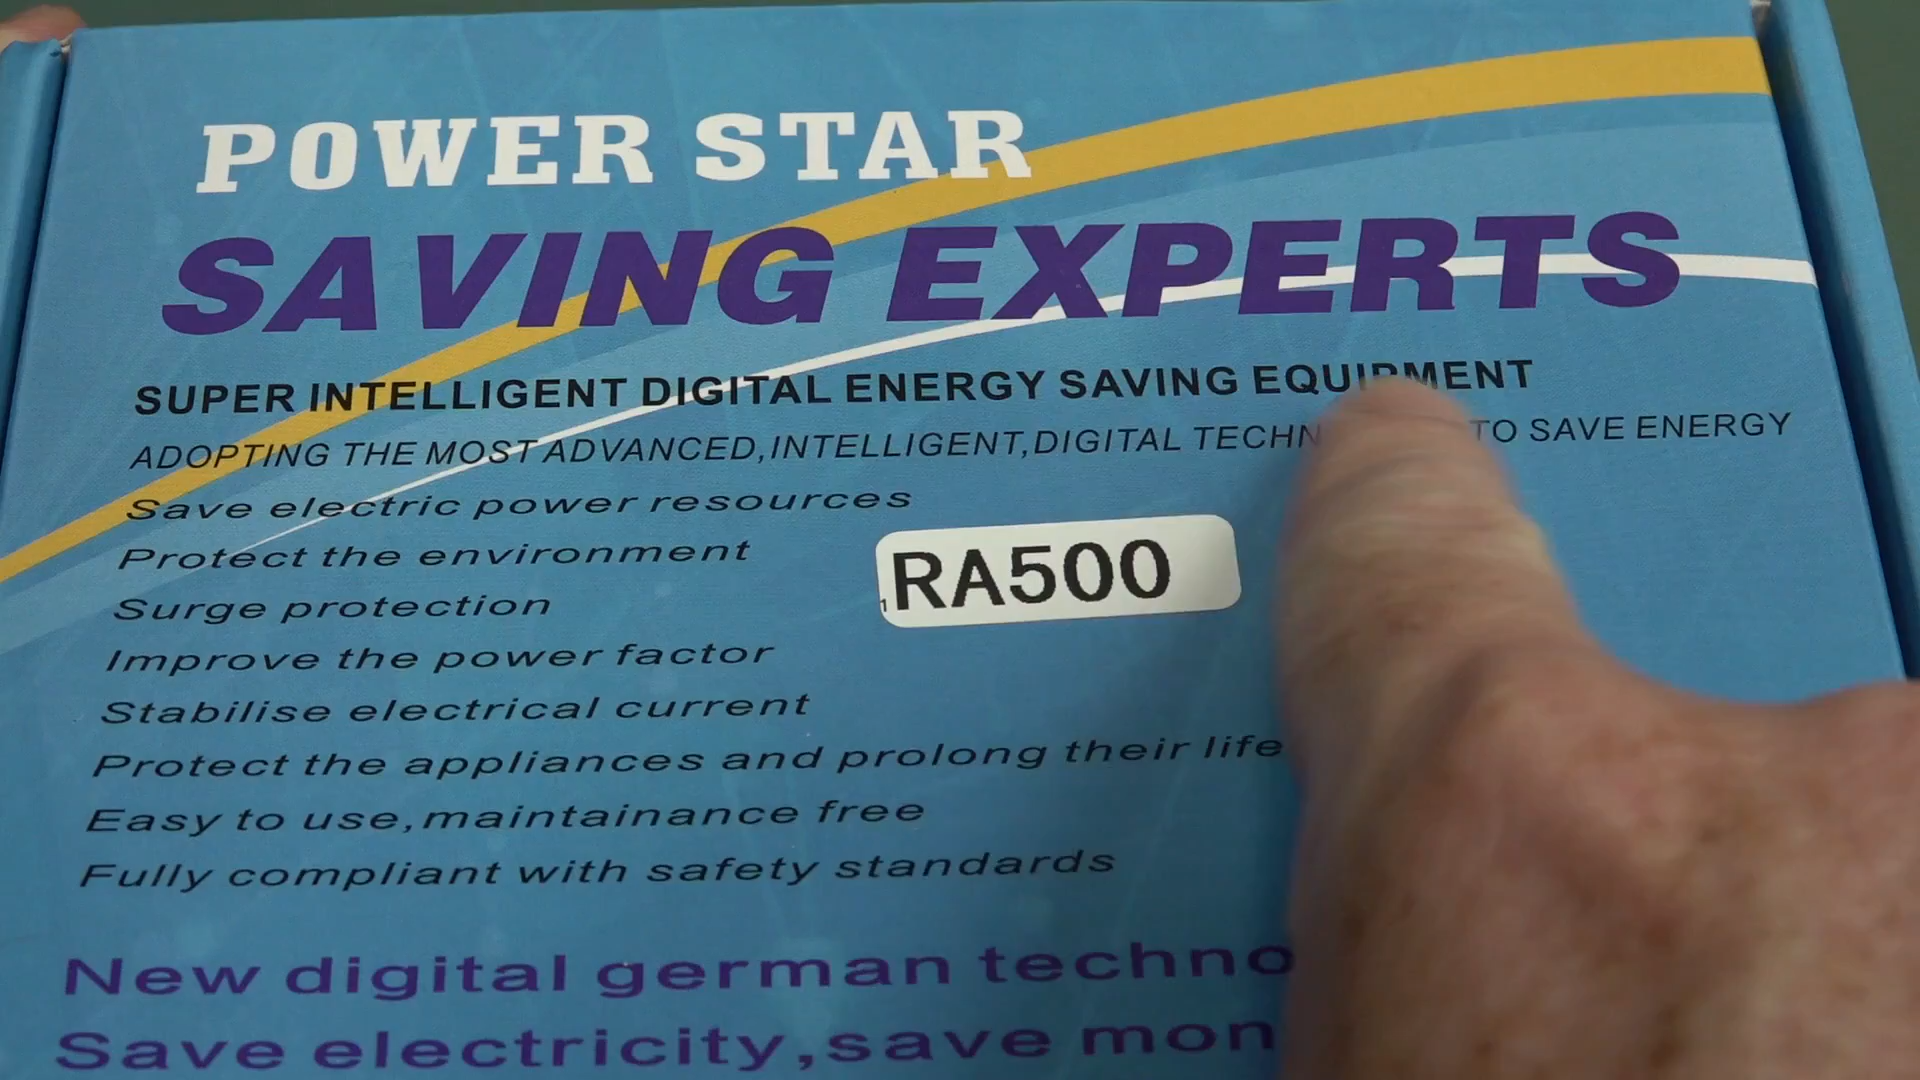 POWER STAR
SAVING EXPERTS
SUPER INTELLIGENT DIGITAL ENERGY SAVING EQUIPMENT
ADOPTING THE MOST ADVANCED,INTELLIGENT,DIGITAL TO SAVE ENERGY
Save electric power resources
Protect the environment
RA500
Surge protection
Improve the power factor
Stabilise electrical current
Protect the appliances and prolong their life
Easy to use,maintainance free
Fully compliant with safety standards
New digital german
Save electricity,save